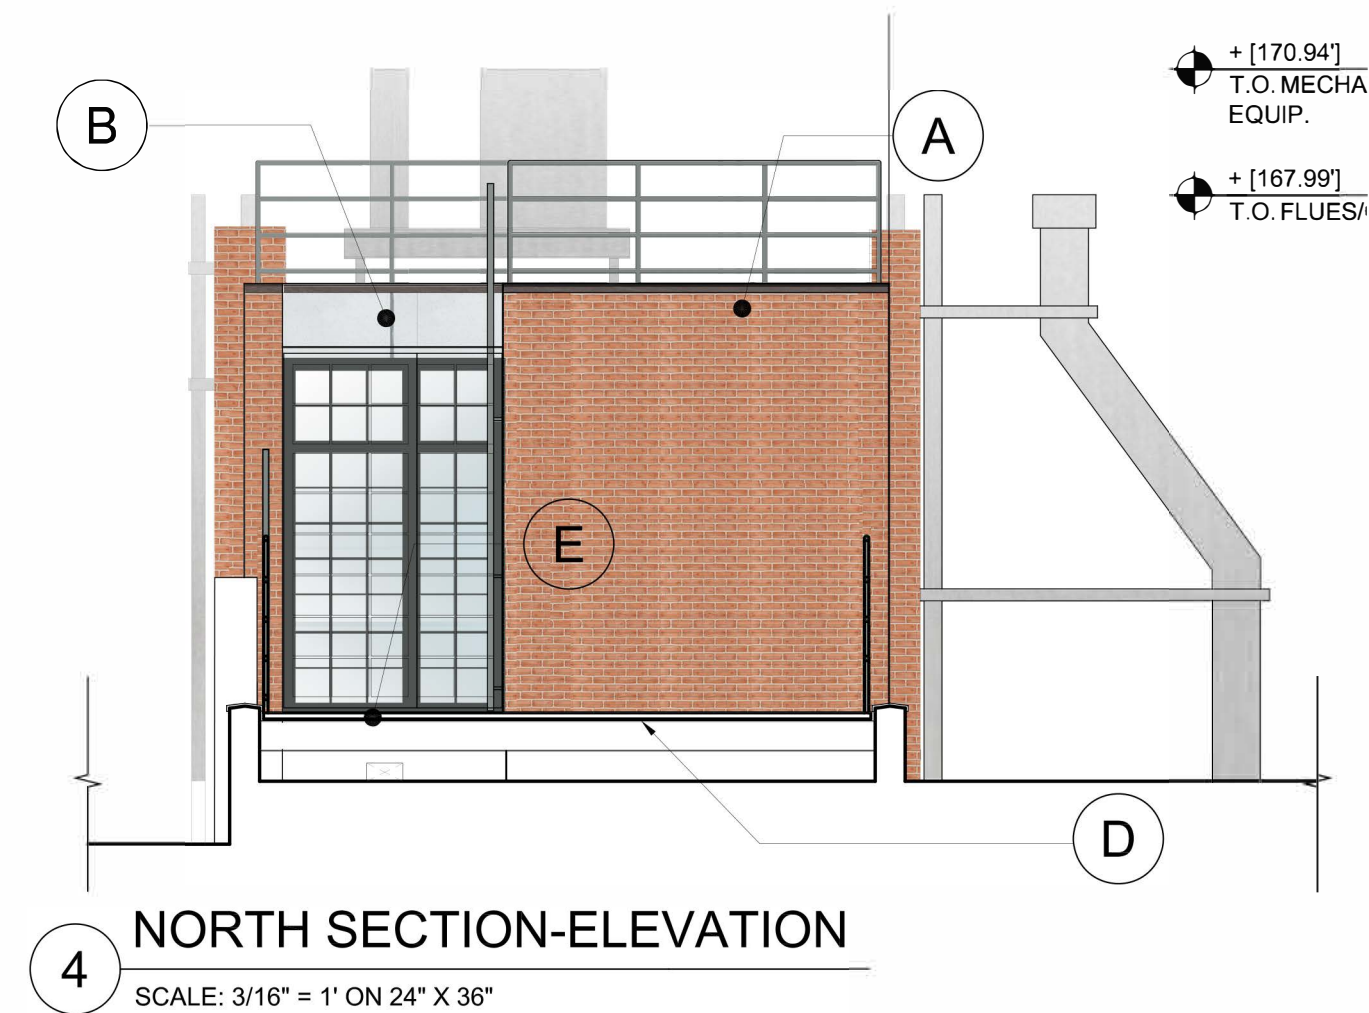 + [170.94']
T.O. MECHA
EQUIP.
+ [167.99']
T.O. FLUES/
B
A
E
D
4
NORTH SECTION-ELEVATION
SCALE: 3/16" = 1' ON 24" X 36"